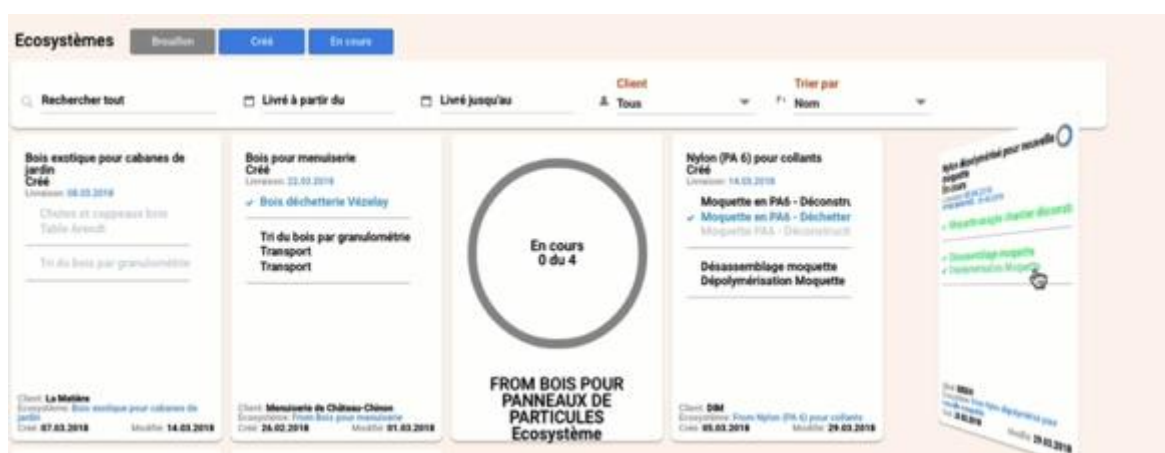 Ecosystèmes Brouillon Créé En cours
Client Trier par
Rechercher tout Livré à partir du Livré jusqu'au Tous Nom
Bois exotique pour cabanes de
jardin
Créé
Livraison: 08.03.2018
Chutes et copeaux bois
Table Arendt
Tri du bois par granulométrie
Client: La Matière
Ecosystème: Bois exotique pour cabanes de
jardin
Créé: 07.03.2018 Modifié: 14.03.2018
Bois pour menuiserie
Créé
Livraison: 22.03.2018
Bois déchetterie Vézelay
Tri du bois par granulométrie
Transport
Transport
Client: Menuiserie de Château-Chinon
Ecosystème: From Bois pour menuiserie
Créé: 26.02.2018 Modifié: 01.03.2018
En cours
0 du 4
FROM BOIS POUR
PANNEAUX DE
PARTICULES
Ecosystème
Nylon (PA 6) pour collants
Créé
Livraison: 14.03.2018
Moquette en PA6 - Déconstru
Moquette en PA6 - Déchetter
Moquette PA6 - Déconstructi
Désassemblage moquette
Dépolymérisation Moquette
Client: DIM
Ecosystème: From Nylon (PA 6) pour collants
Créé: 05.03.2018 Modifié: 29.03.2018
Nylon dépolymérisé pour nouvelle
moquette
En cours
Désassemblage moquette
Dépolymérisation Moquette
Modifié: 29.03.2018